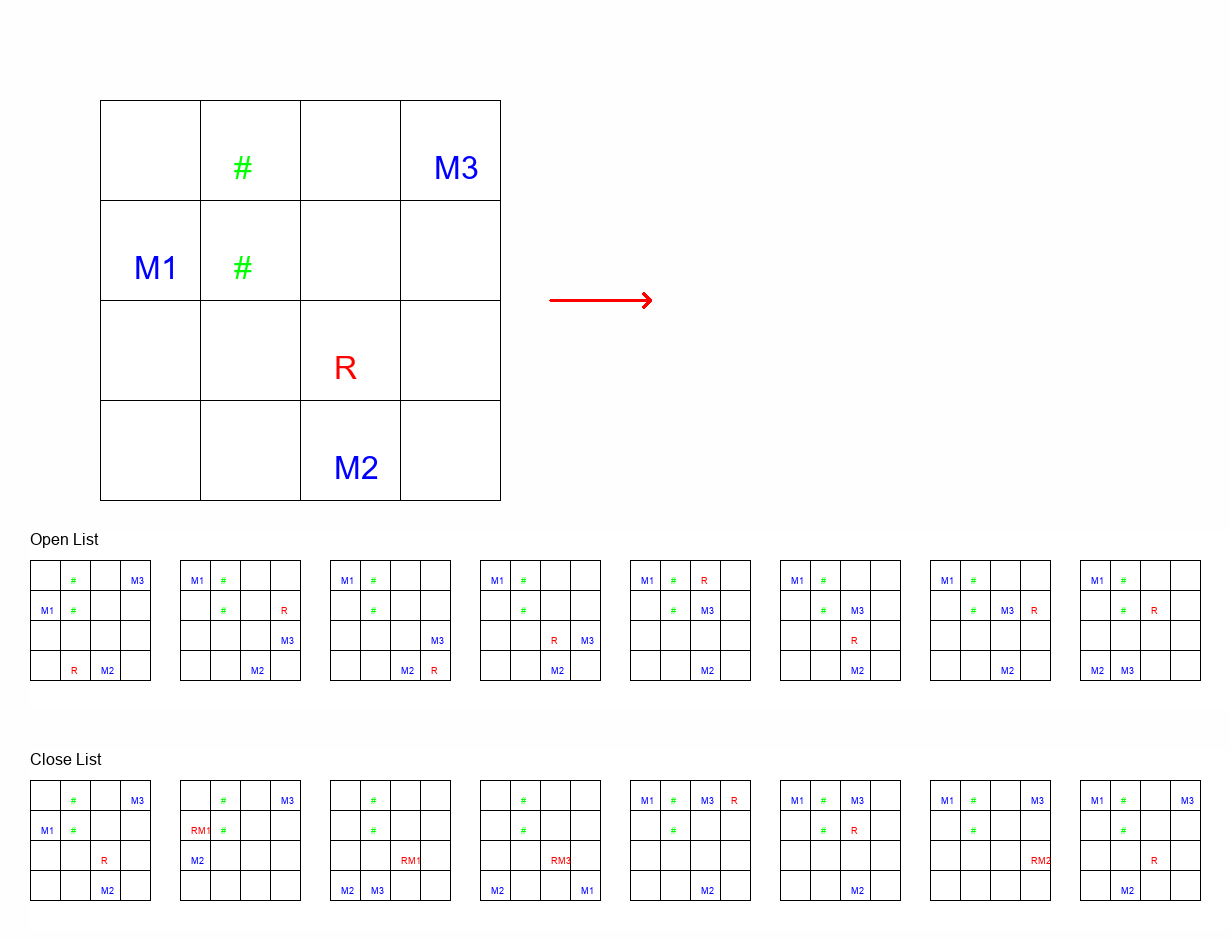 # M3
M1 #
R
M2
Open List
# M3 M1 # M1 # M1 # M1 # R M1 # M1 # M1 #
M1 # # R # # # M3 # M3 # M3 R # R
M3 M3 R M3 R
R M2 M2 M2 R M2 M2 M2 M2 M2 M3
Close List
# M3 # M3 # # M1 # M3 R M1 # M3 M1 # M3 M1 # M3
M1 # RM1 # # # # # R # #
R M2 RM1 RM3 RM2 R
M2 M2 M3 M2 M1 M2 M2 M2